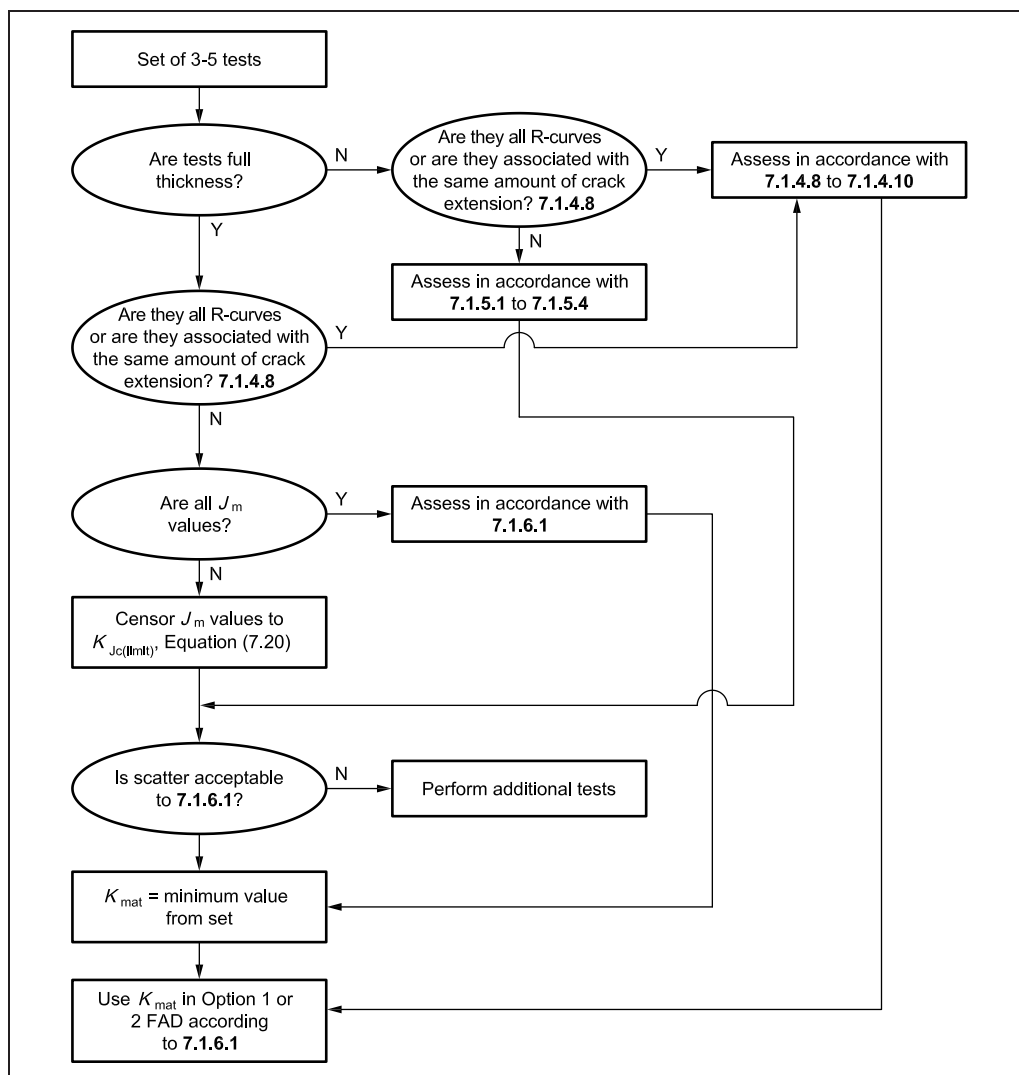 Set of 3-5 tests
Are tests full
thickness?
N
Are they all R-curves
or are they associated with
the same amount of crack
extension? 7.1.4.8
Y
Assess in accordance with
7.1.4.8 to 7.1.4.10
Y
N
Assess in accordance with
7.1.5.1 to 7.1.5.4
Are they all R-curves
or are they associated with
the same amount of crack
extension? 7.1.4.8
Y
N
Are all J m
values?
Y
Assess in accordance with
7.1.6.1
N
Censor J m values to
K Jc(limit), Equation (7.20)
Is scatter acceptable
to 7.1.6.1?
N
Perform additional tests
K mat = minimum value
from set
Use K mat in Option 1 or
2 FAD according
to 7.1.6.1